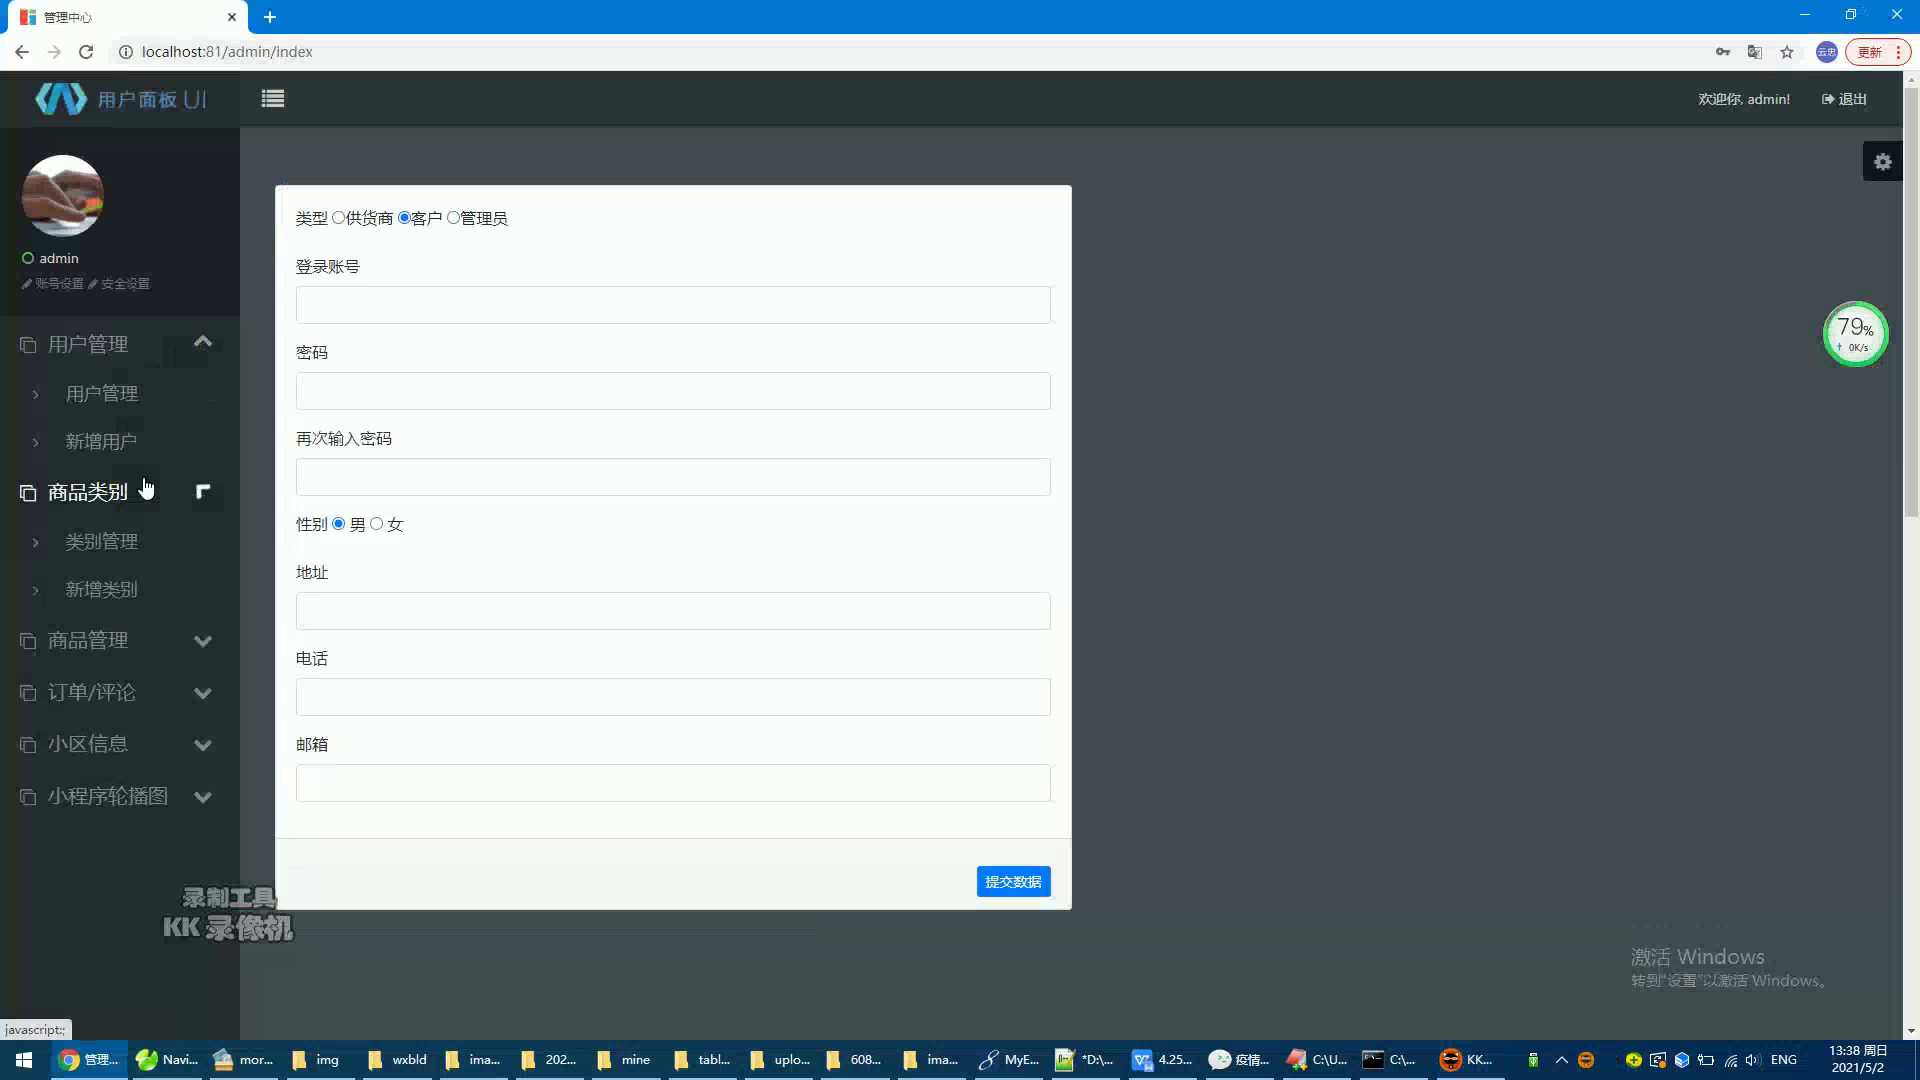 管理中心
localhost:81/admin/index
云忠
更新
用户面板 UI
欢迎你, admin!
退出
admin
账号设置
安全设置
用户管理
用户管理
新增用户
商品类别
类别管理
新增类别
商品管理
订单/评论
小区信息
小程序轮播图
类型 供货商 客户 管理员
登录账号
密码
再次输入密码
性别 男 女
地址
电话
邮箱
提交数据
79%
0K/s
录制工具
KK 录像机
激活 Windows
转到"设置"以激活 Windows。
javascript:;
管理...
Navi...
mor...
img
wxbld
ima...
202...
mine
tabl...
uplo...
608...
ima...
MyE...
*D:\...
4.25...
疫情...
C:\U...
C:\...
KK...
ENG
13:38 周日
2021/5/2